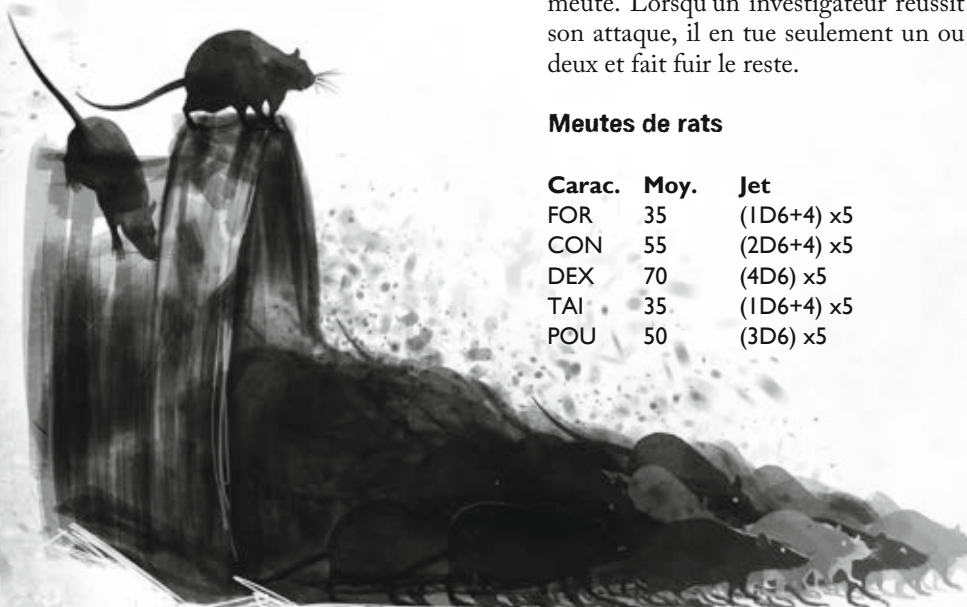 meute. Lorsqu'un investigateur réussit
son attaque, il en tue seulement un ou
deux et fait fuir le reste.
Meutes de rats
Carac. Moy. Jet
FOR 35 (1D6+4) x5
CON 55 (2D6+4) x5
DEX 70 (4D6) x5
TAI 35 (1D6+4) x5
POU 50 (3D6) x5